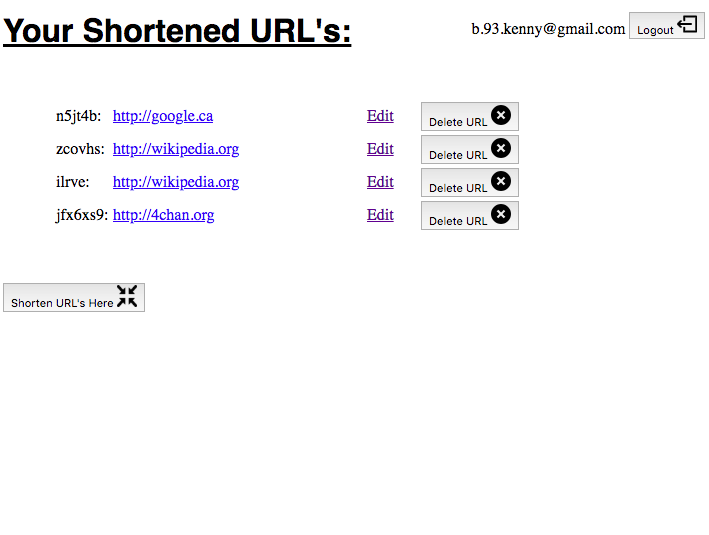 Your Shortened URL's:
b.93.kenny@gmail.com Logout
n5jt4b: http://google.ca Edit Delete URL
zcovhs: http://wikipedia.org Edit Delete URL
ilrve: http://wikipedia.org Edit Delete URL
jfx6xs9: http://4chan.org Edit Delete URL
Shorten URL's Here